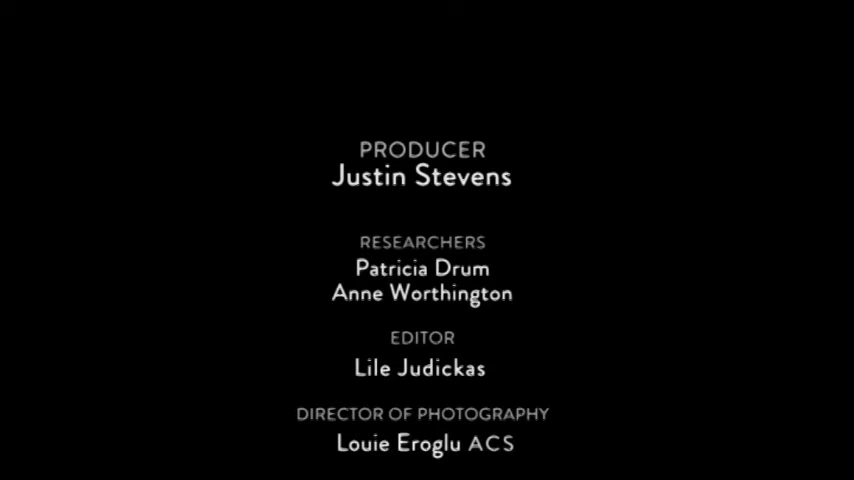 PRODUCER
Justin Stevens
RESEARCHERS
Patricia Drum
Anne Worthington
EDITOR
Lile Judickas
DIRECTOR OF PHOTOGRAPHY
Louie Eroglu ACS